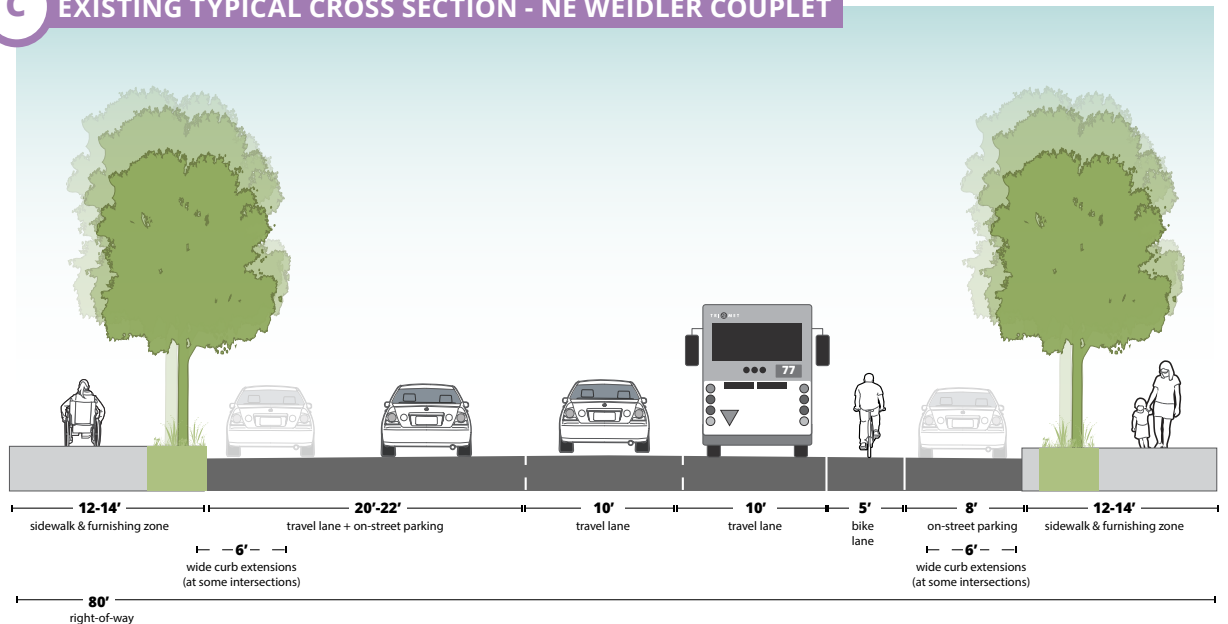 C EXISTING TYPICAL CROSS SECTION - NE WEIDLER COUPLET
TRI MET
77
12-14’ 20’-22’ 10’ 10’ 5’ 8’ 12-14’
sidewalk & furnishing zone travel lane + on-street parking travel lane travel lane bike lane on-street parking sidewalk & furnishing zone
6’ 6’
wide curb extensions wide curb extensions
(at some intersections) (at some intersections)
80’
right-of-way